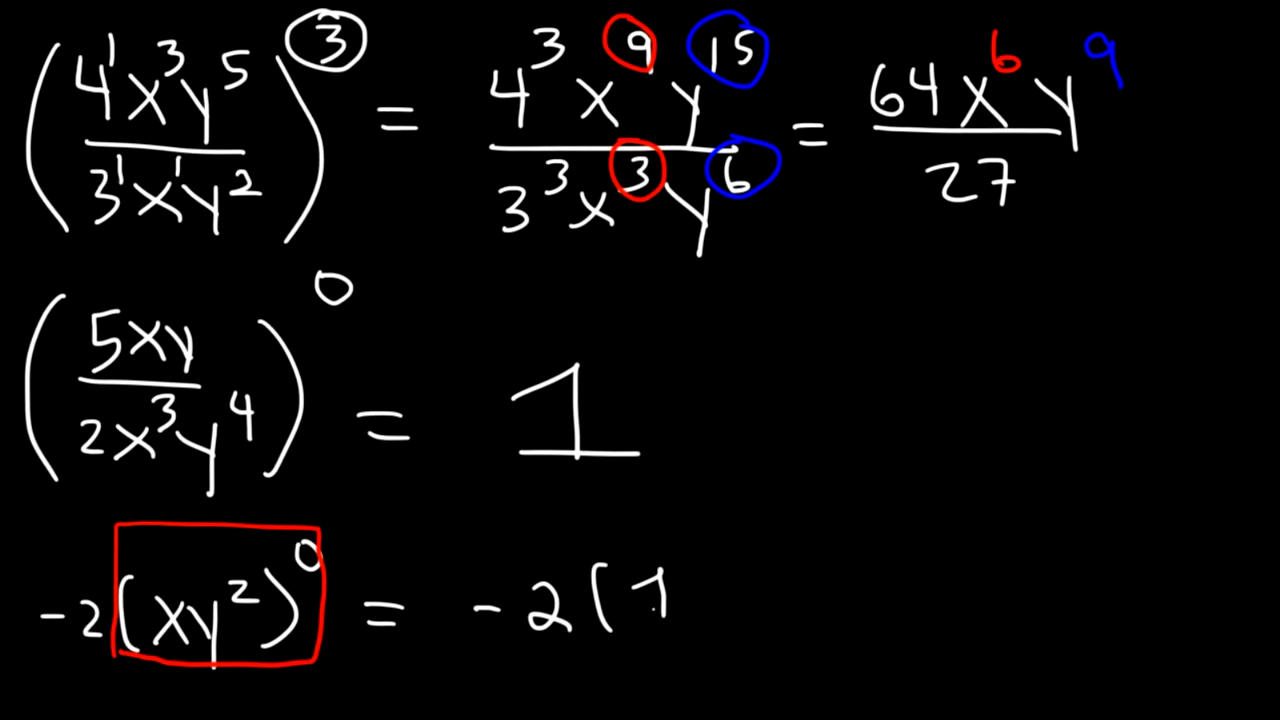 (4¹x³y⁵ / 3¹x¹y²)³ = 4³x⁹y¹⁵ / 3³x³y⁶ = 64x⁶y⁹ / 27
(5xy / 2x³y⁴)⁰ = 1
-2(xy²)⁰ = -2(1